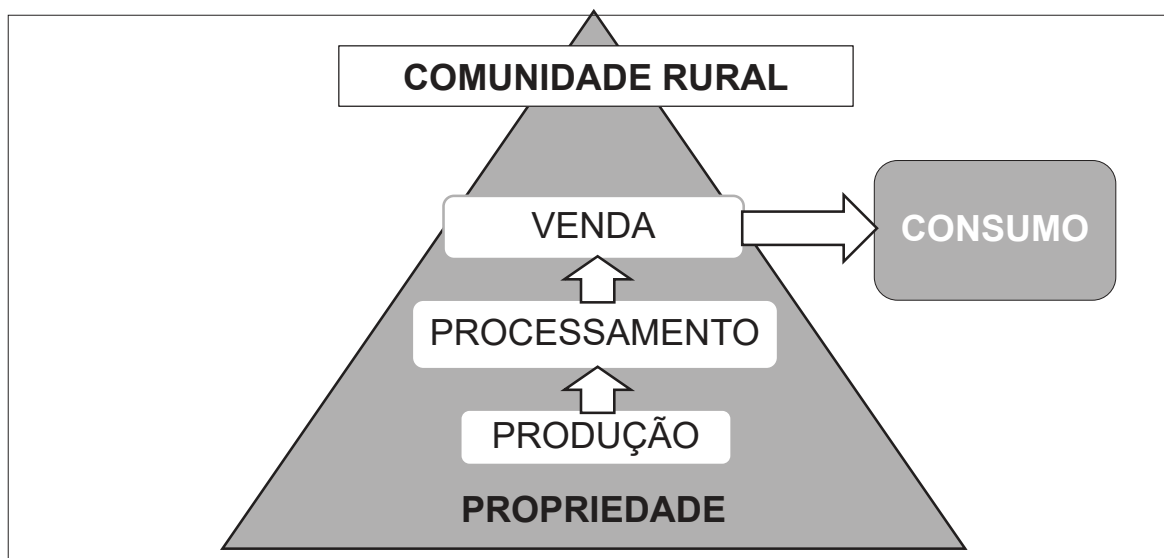 COMUNIDADE RURAL
VENDA
CONSUMO
PROCESSAMENTO
PRODUÇÃO
PROPRIEDADE